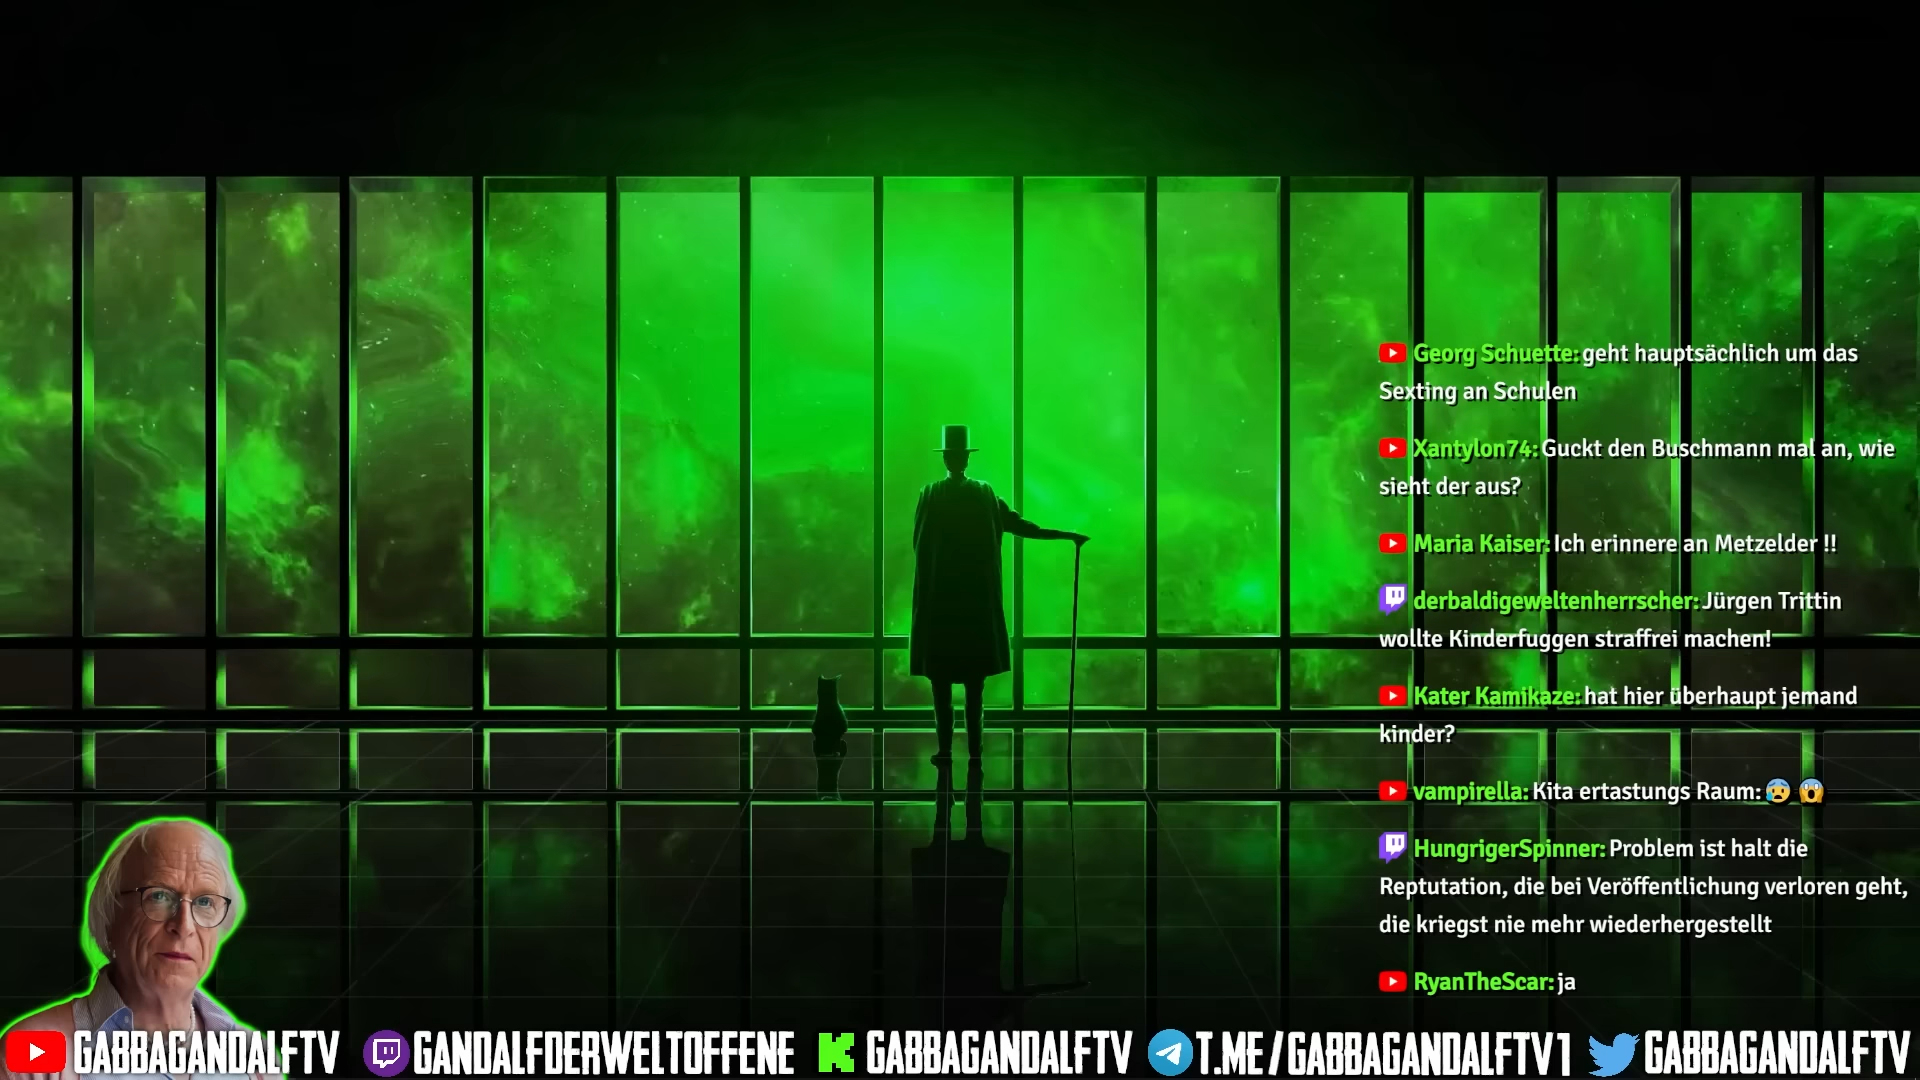 Georg Schuette: geht hauptsächlich um das
Sexting an Schulen
Xantylon74: Guckt den Buschmann mal an, wie
sieht der aus?
Maria Kaiser: Ich erinnere an Metzelder !!
derbaldigeweltenherrscher: Jürgen Trittin
wollte Kinderfuggen straffrei machen!
Kater Kamikaze: hat hier überhaupt jemand
kinder?
vampirella: Kita ertastungs Raum: 😰 😱
HungrigerSpinner: Problem ist halt die
Reptutation, die bei Veröffentlichung verloren geht,
die kriegst nie mehr wiederhergestellt
RyanTheScar: ja
GABBAGANDALFTV GANDALFDERWELTOFFENE GABBAGANDALFTV T.ME/GABBAGANDALFTV1 GABBAGANDALFTV